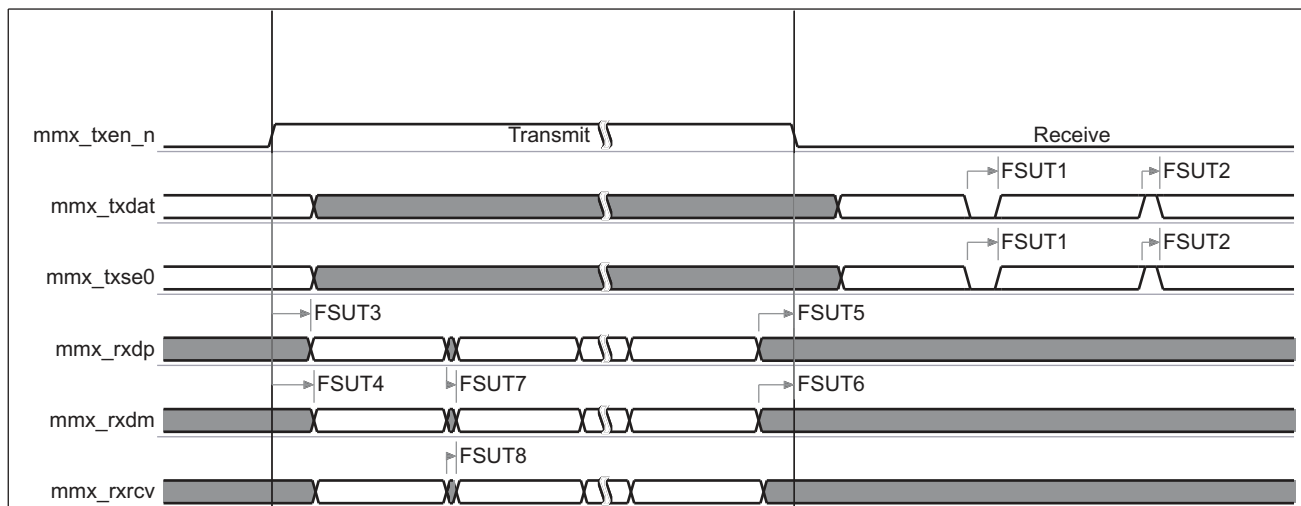 mmx_txen_n Transmit Receive
FSUT1 FSUT2
mmx_txdat
FSUT1 FSUT2
mmx_txse0
FSUT3 FSUT5
mmx_rxdp
FSUT4 FSUT7 FSUT6
mmx_rxdm
FSUT8
mmx_rxrcv